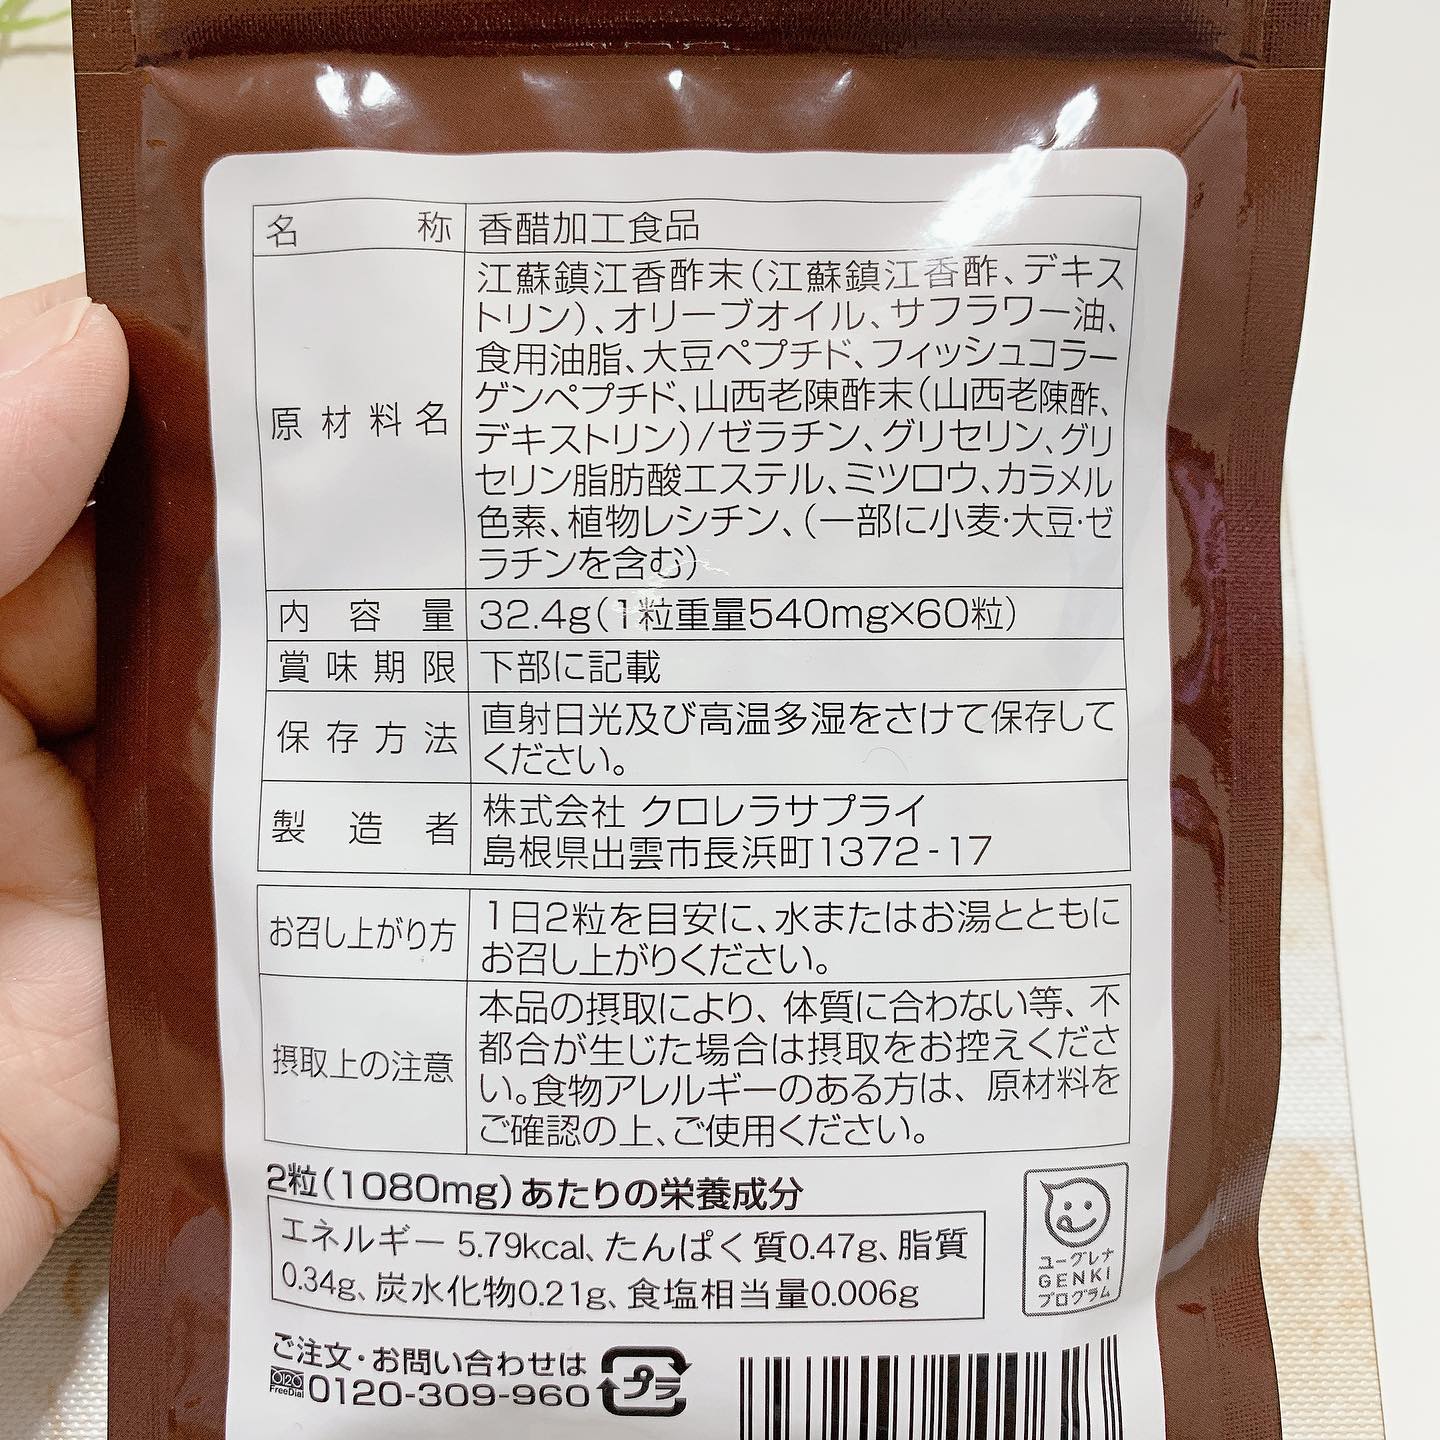 名称 香醋加工食品
原材料名 江蘇鎮江香酢末(江蘇鎮江香酢、デキス
トリン)、オリーブオイル、サフラワー油、
食用油脂、大豆ペプチド、フィッシュコラー
ゲンペプチド、山西老陳酢末(山西老陳酢、
デキストリン)/ゼラチン、グリセリン、グリ
セリン脂肪酸エステル、ミツロウ、カラメル
色素、植物レシチン、(一部に小麦・大豆・ゼ
ラチンを含む)
内容量 32.4g(1粒重量540mg×60粒)
賞味期限 下部に記載
保存方法 直射日光及び高温多湿をさけて保存して
ください。
製造者 株式会社 クロレラサプライ
島根県出雲市長浜町1372-17
お召し上がり方 1日2粒を目安に、水またはお湯とともに
お召し上がりください。
摂取上の注意 本品の摂取により、体質に合わない等、不
都合が生じた場合は摂取をお控えくださ
い。食物アレルギーのある方は、原材料を
ご確認の上、ご使用ください。
2粒(1080mg)あたりの栄養成分
エネルギー 5.79kcal、たんぱく質0.47g、脂質
0.34g、炭水化物0.21g、食塩相当量0.006g
ユーグレナ
GENKI
プログラム
ご注文・お問い合わせは
0120 FreeDial 0120-309-960
プラ